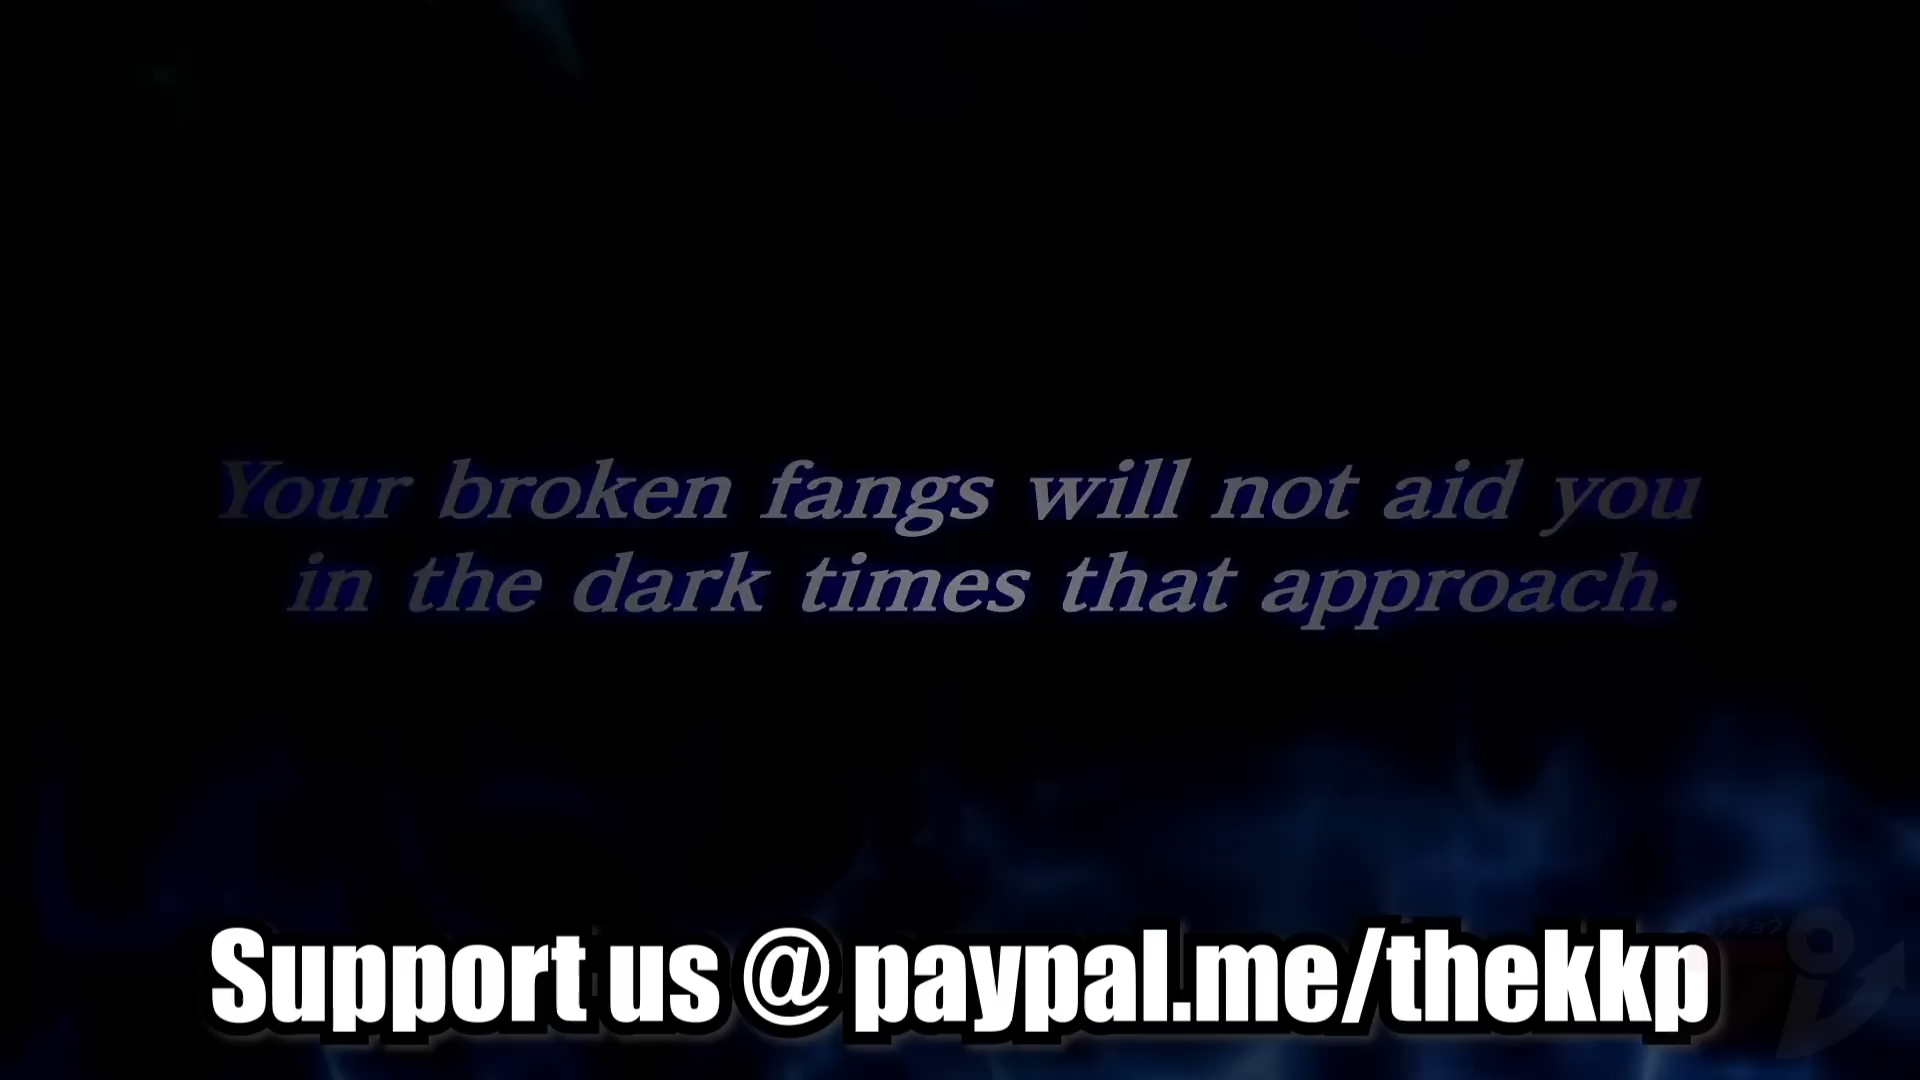 Your broken fangs will not aid you
in the dark times that approach.
Support us @ paypal.me/thekkp